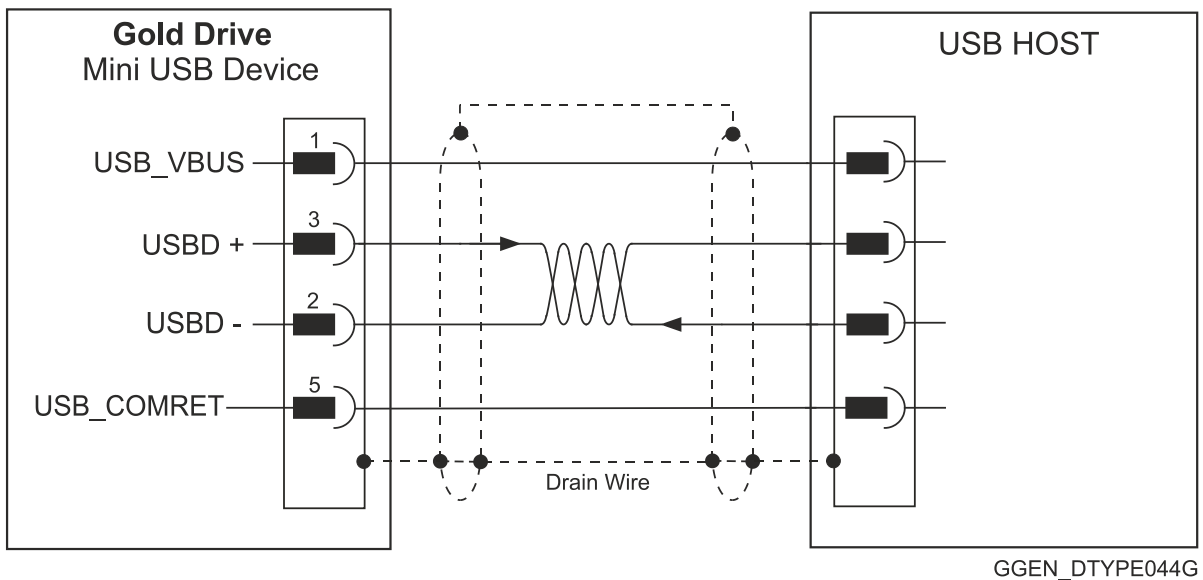 Gold Drive
Mini USB Device
USB HOST
1
USB_VBUS
3
USBD +
2
USBD -
5
USB_COMRET
Drain Wire
GGEN_DTYPE044G